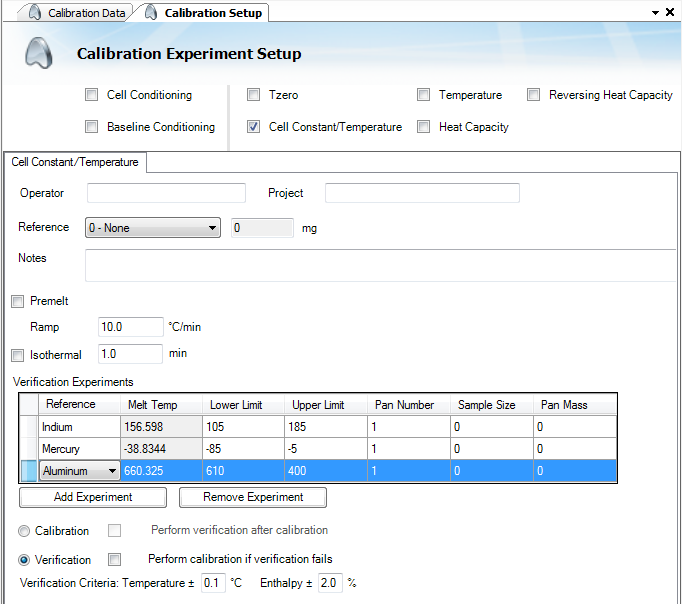 Calibration Data Calibration Setup
Calibration Experiment Setup
Cell Conditioning Tzero Temperature Reversing Heat Capacity
Baseline Conditioning Cell Constant/Temperature Heat Capacity
Cell Constant/Temperature
Operator Project
Reference 0 - None 0 mg
Notes
Premelt
Ramp 10.0 °C/min
Isothermal 1.0 min
Verification Experiments
Reference Melt Temp Lower Limit Upper Limit Pan Number Sample Size Pan Mass
Indium 156.598 105 185 1 0 0
Mercury -38.8344 -85 -5 1 0 0
Aluminum 660.325 610 400 1 0 0
Add Experiment Remove Experiment
Calibration Perform verification after calibration
Verification Perform calibration if verification fails
Verification Criteria: Temperature ± 0.1 °C Enthalpy ± 2.0 %